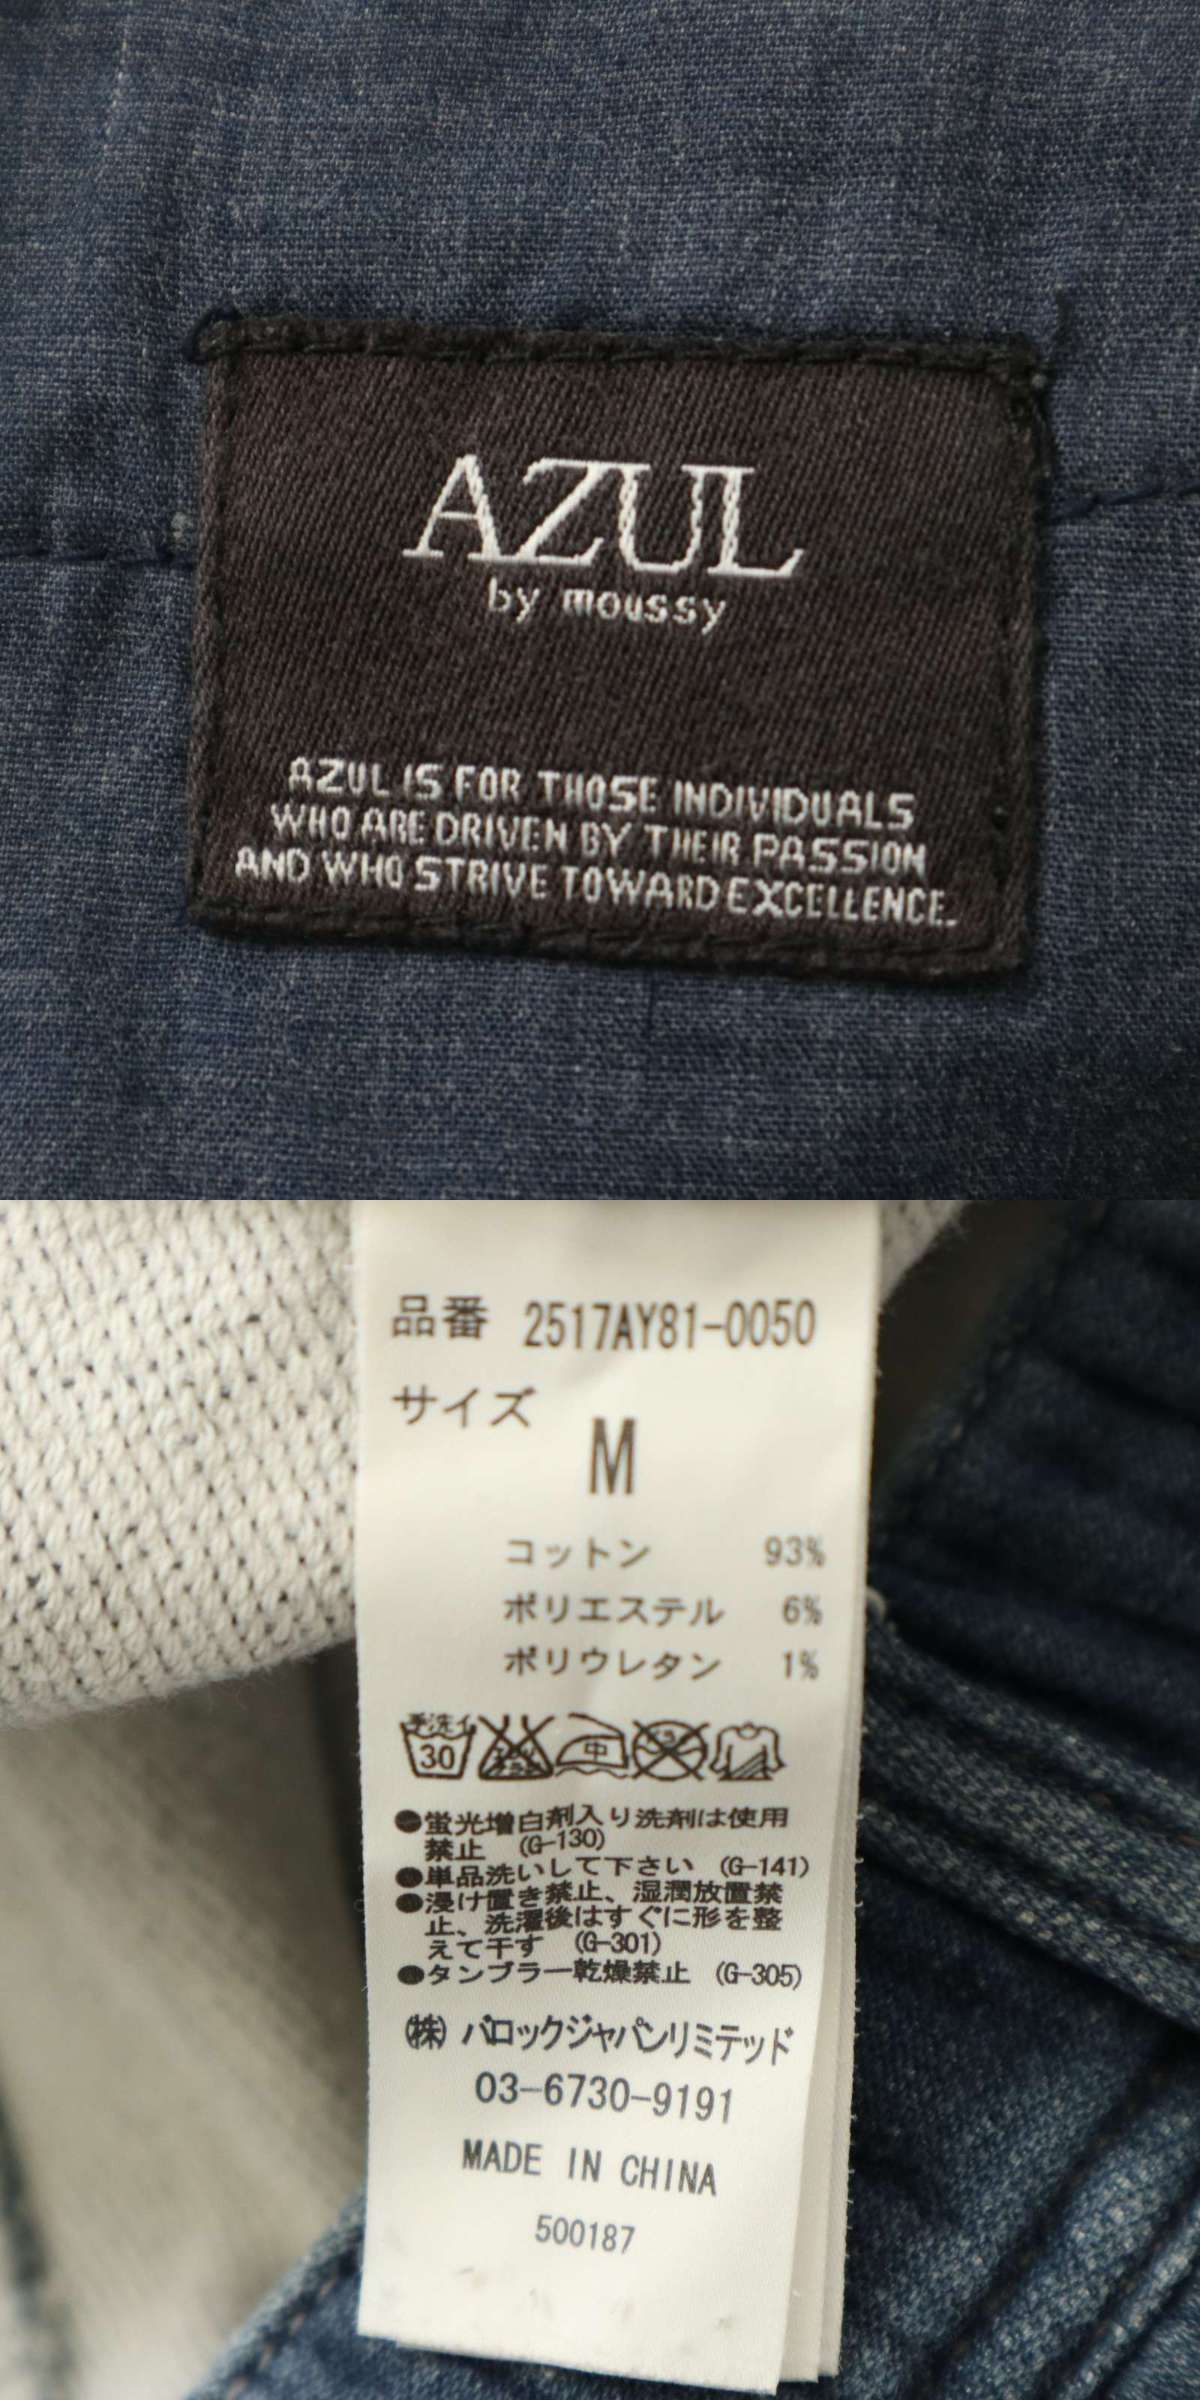 AZUL
by moussy
AZUL IS FOR THOSE INDIVIDUALS
WHO ARE DRIVEN BY THEIR PASSION
AND WHO STRIVE TOWARD EXCELLENCE.
品番 2517AY81-0050
サイズ
M
コットン 93%
ポリエステル 6%
ポリウレタン 1%
手洗イ
30
中
●蛍光増白剤入り洗剤は使用
禁止 (G-130)
●単品洗いして下さい (G-141)
●浸け置き禁止、湿潤放置禁
止、洗濯後はすぐに形を整
えて干す (G-301)
●タンブラー乾燥禁止 (G-305)
㈱バロックジャパンリミテッド
03-6730-9191
MADE IN CHINA
500187